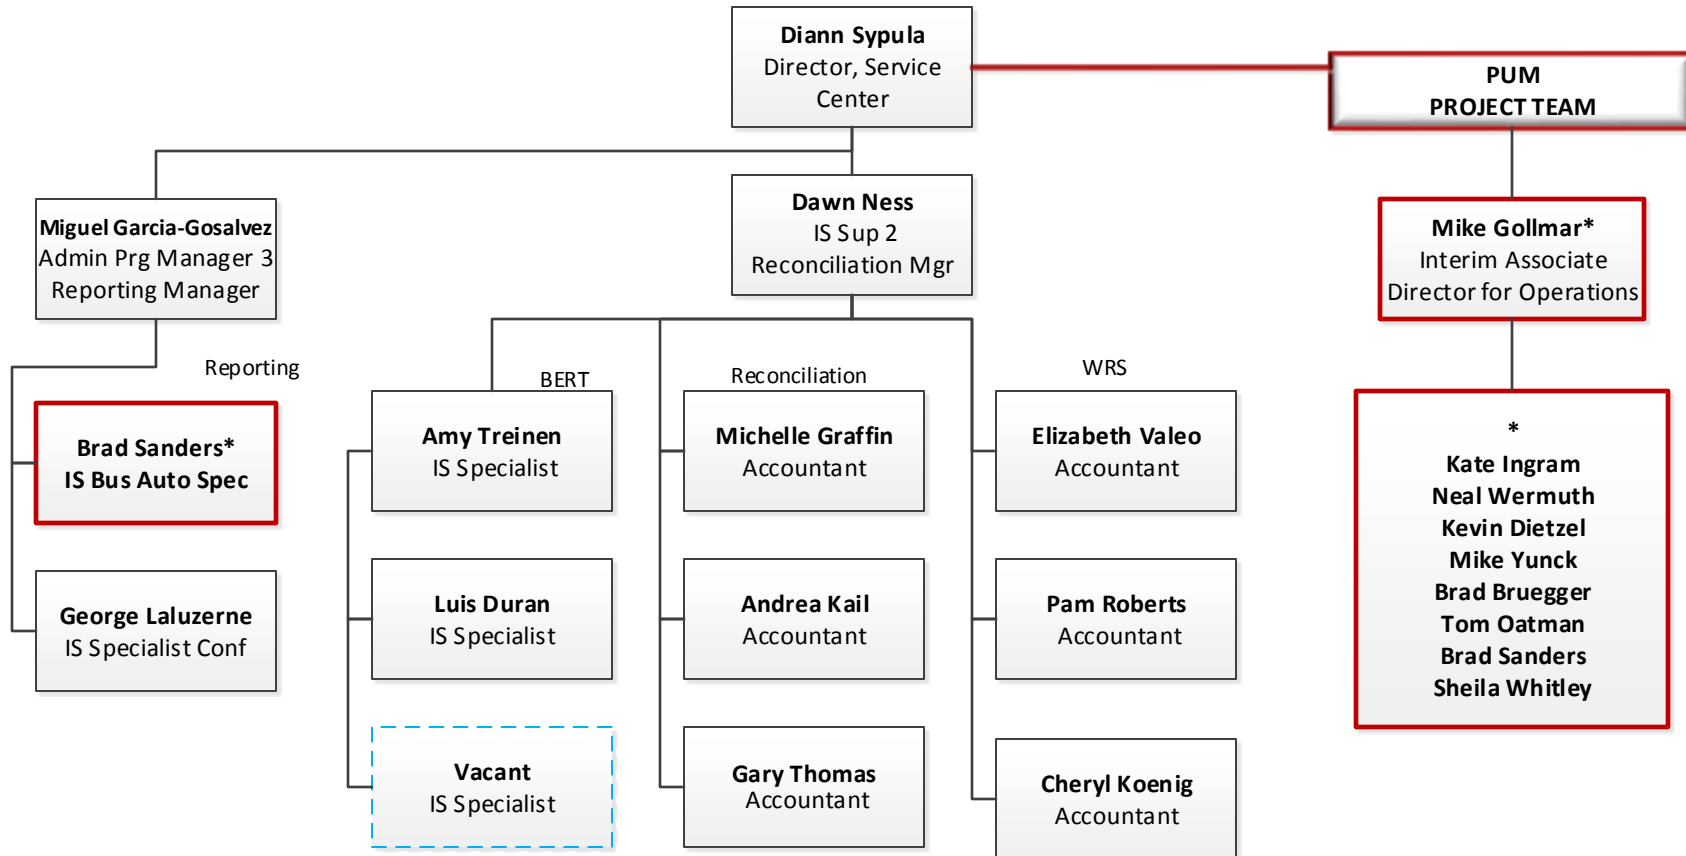 Diann Sypula
Director, Service
Center
PUM
PROJECT TEAM
Miguel Garcia-Gosalvez
Admin Prg Manager 3
Reporting Manager
Dawn Ness
IS Sup 2
Reconciliation Mgr
Mike Gollmar*
Interim Associate
Director for Operations
Reporting
BERT
Reconciliation
WRS
Brad Sanders*
IS Bus Auto Spec
George Laluzerne
IS Specialist Conf
Amy Treinen
IS Specialist
Luis Duran
IS Specialist
Vacant
IS Specialist
Michelle Graffin
Accountant
Andrea Kail
Accountant
Gary Thomas
Accountant
Elizabeth Valeo
Accountant
Pam Roberts
Accountant
Cheryl Koenig
Accountant
*
Kate Ingram
Neal Wermuth
Kevin Dietzel
Mike Yunck
Brad Bruegger
Tom Oatman
Brad Sanders
Sheila Whitley